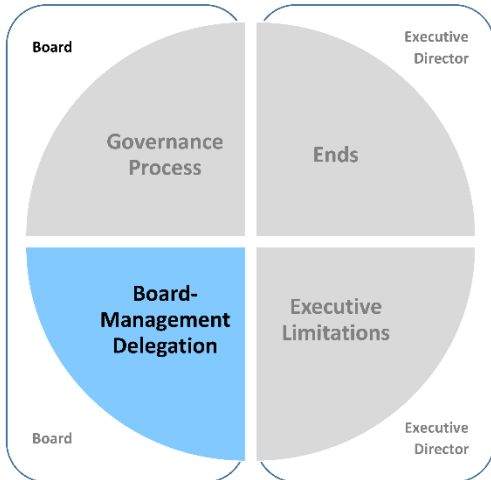 Board
Executive
Director
Governance
Process
Ends
Board-
Management
Delegation
Executive
Limitations
Board
Executive
Director